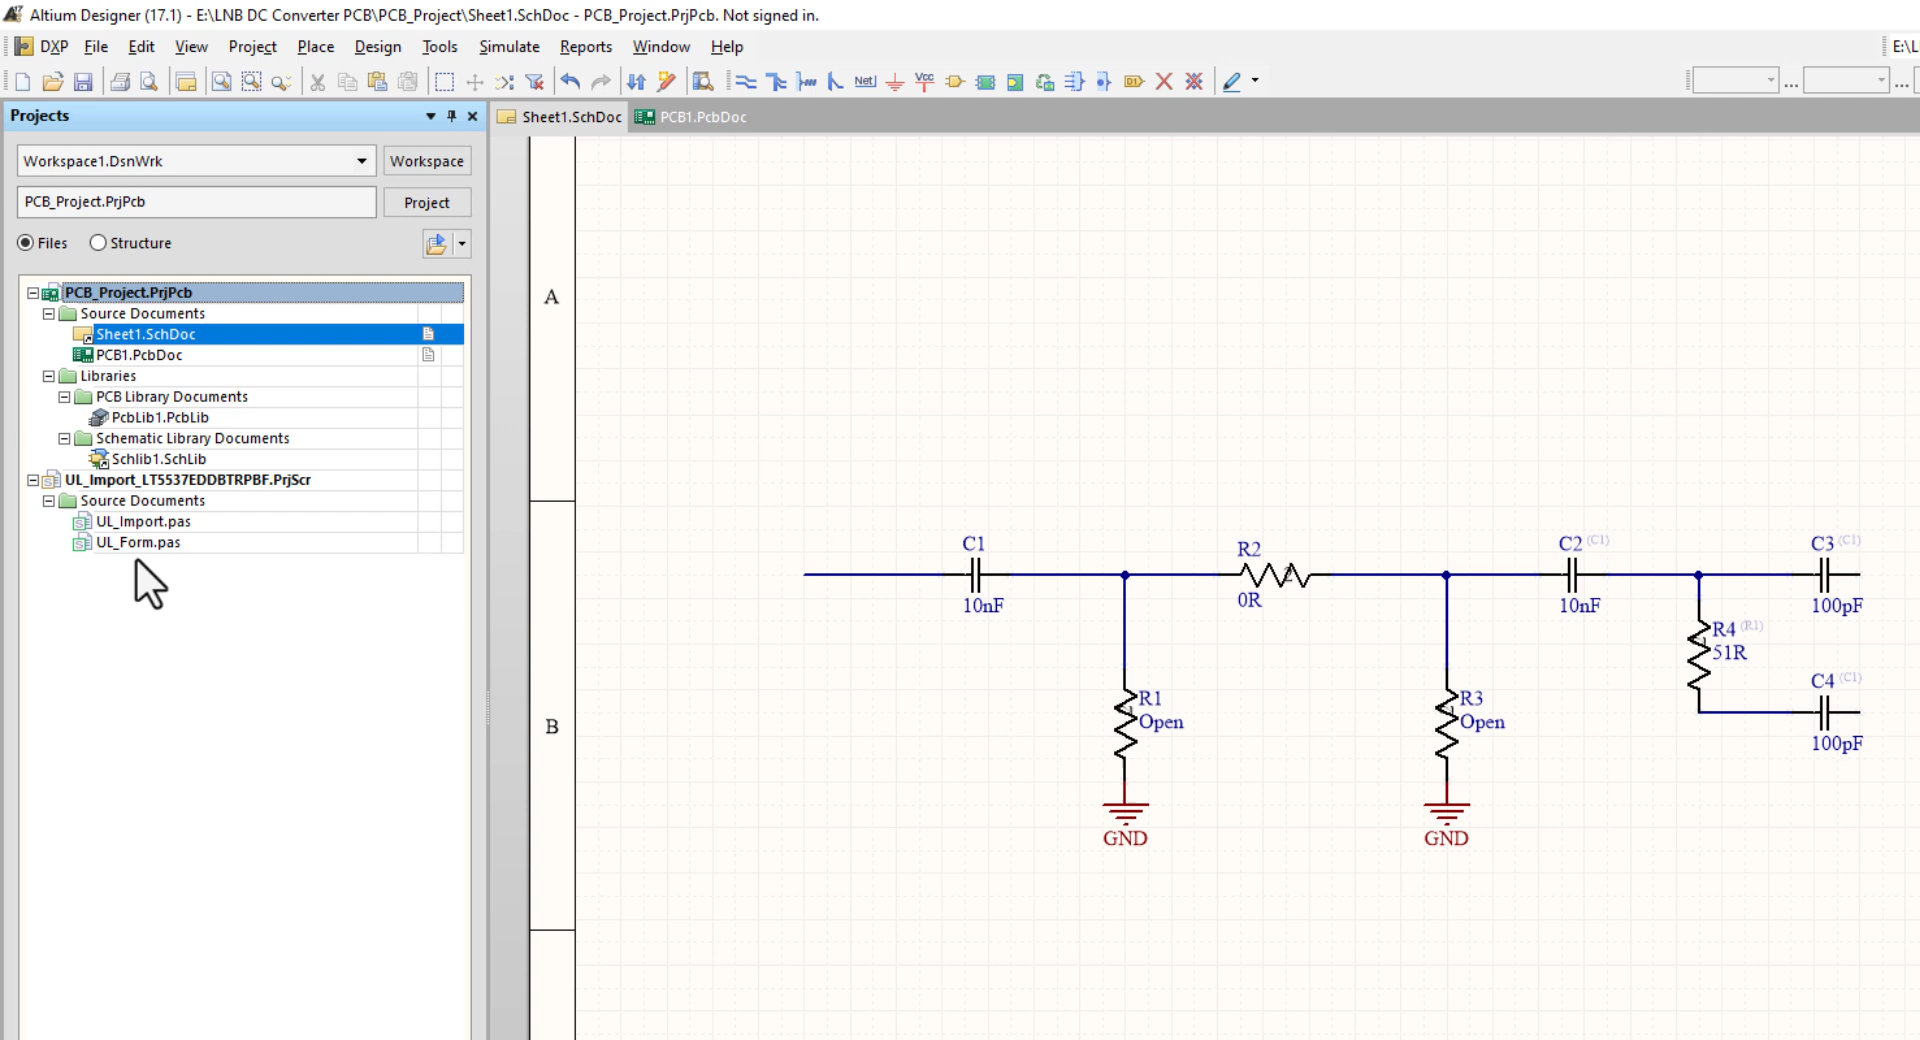 Altium Designer (17.1) - E:\LNB DC Converter PCB\PCB_Project\Sheet1.SchDoc - PCB_Project.PrjPcb. Not signed in.
DXP File Edit View Project Place Design Tools Simulate Reports Window Help E:\L
Net Vcc D1 ... ...
Projects
Sheet1.SchDoc PCB1.PcbDoc
Workspace1.DsnWrk Workspace
PCB_Project.PrjPcb Project
Files Structure
PCB_Project.PrjPcb
Source Documents
Sheet1.SchDoc
PCB1.PcbDoc
Libraries
PCB Library Documents
PcbLib1.PcbLib
Schematic Library Documents
Schlib1.SchLib
UL_Import_LT5537EDDBTRPBF.PrjScr
Source Documents
UL_Import.pas
UL_Form.pas
A
B
C1
10nF
R2
2
0R
C2 (C1)
10nF
C3 (C1)
100pF
R4 (R1)
51R
C4 (C1)
100pF
R1
Open
R3
Open
GND
GND